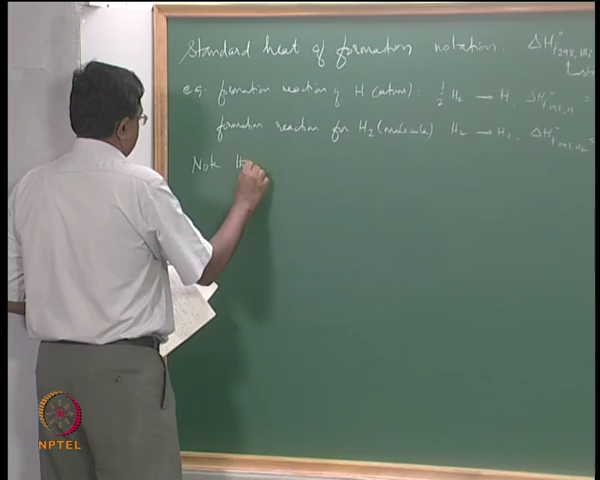 Standard heat of formation notation. ΔH°f,298, Mi
e.g. formation reaction of H (atom) : 1/2 H2 → H, ΔH°f,298,H =
formation reaction for H2 (molecule) H2 → H2, ΔH°f,298,H2 =
Note
NPTEL